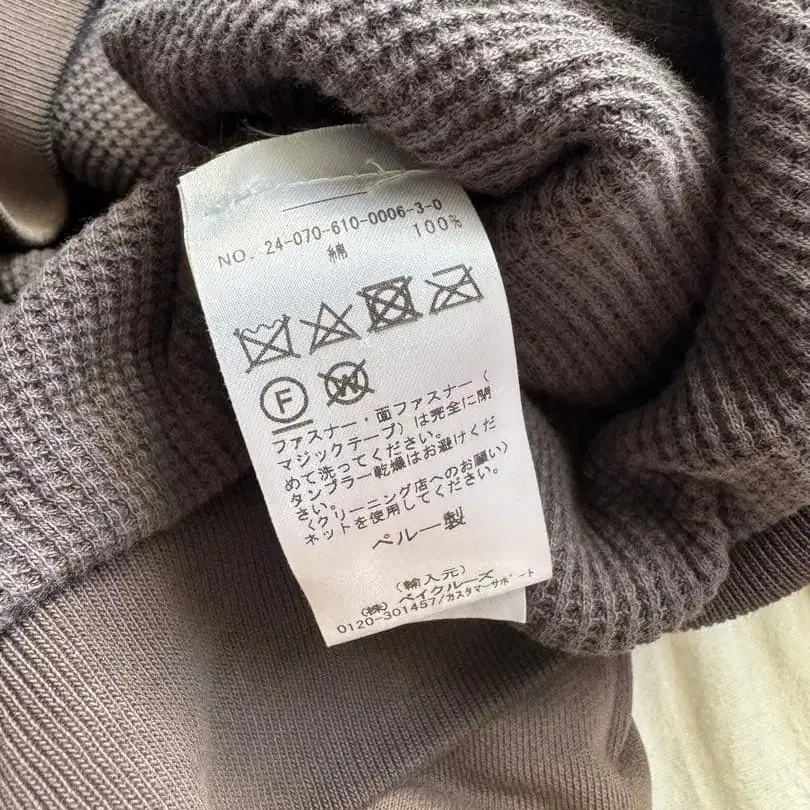 NO. 24-070-610-0006-3-0
綿 100%
F W
ファスナー・面ファスナー(
マジックテープ)は完全に閉
めて洗ってください。
タンブラー乾燥はお避けくだ
さい。
〈クリーニング店へのお願い〉
ネットを使用してください。
ペルー製
(輸入元)
(株)ベイクルーズ
0120-301457/カスタマーサポート